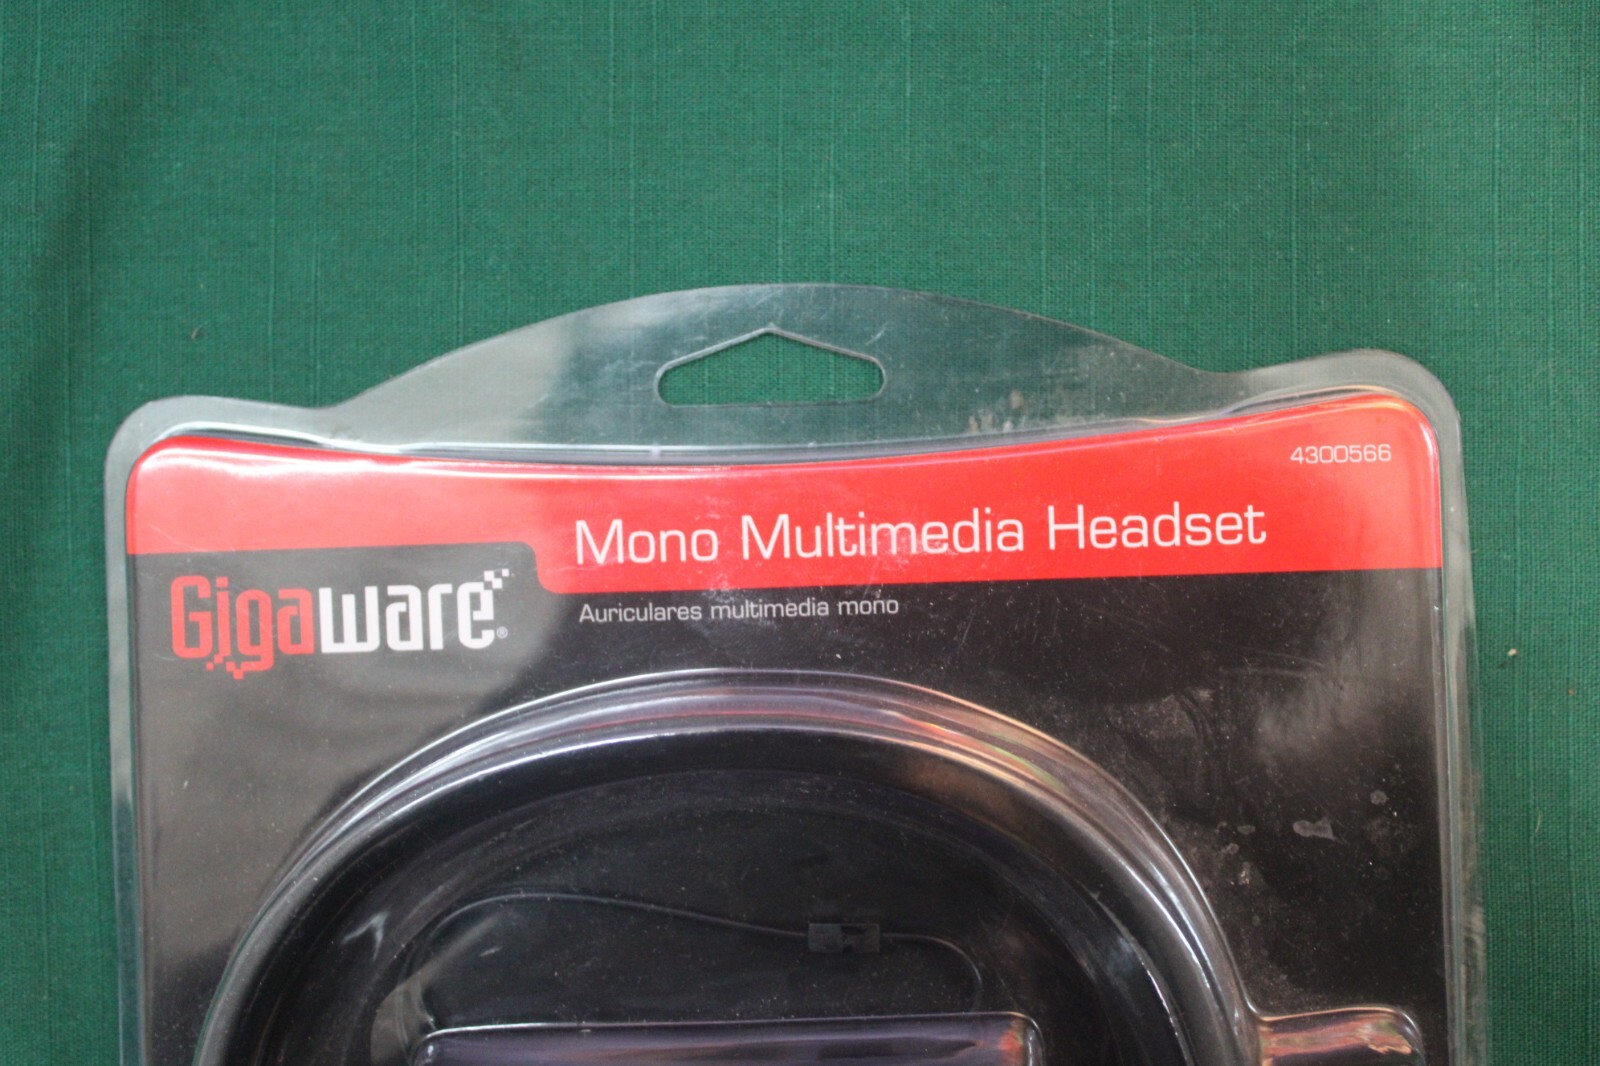 4300566
Mono Multimedia Headset
Gigaware®
Auriculares multimedia mono